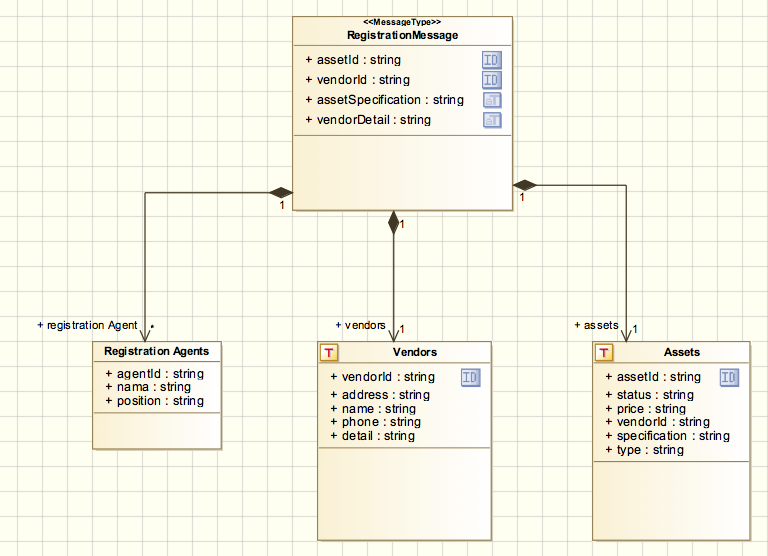 <<MessageType>>
RegistrationMessage
+ assetId : string
ID
+ vendorId : string
ID
+ assetSpecification : string
+ vendorDetail : string
1
1
1
+ registration Agent
*
+ vendors
1
+ assets
1
Registration Agents
+ agentId : string
+ nama : string
+ position : string
T
Vendors
+ vendorId : string
ID
+ address : string
+ name : string
+ phone : string
+ detail : string
T
Assets
+ assetId : string
ID
+ status : string
+ price : string
+ vendorId : string
+ specification : string
+ type : string